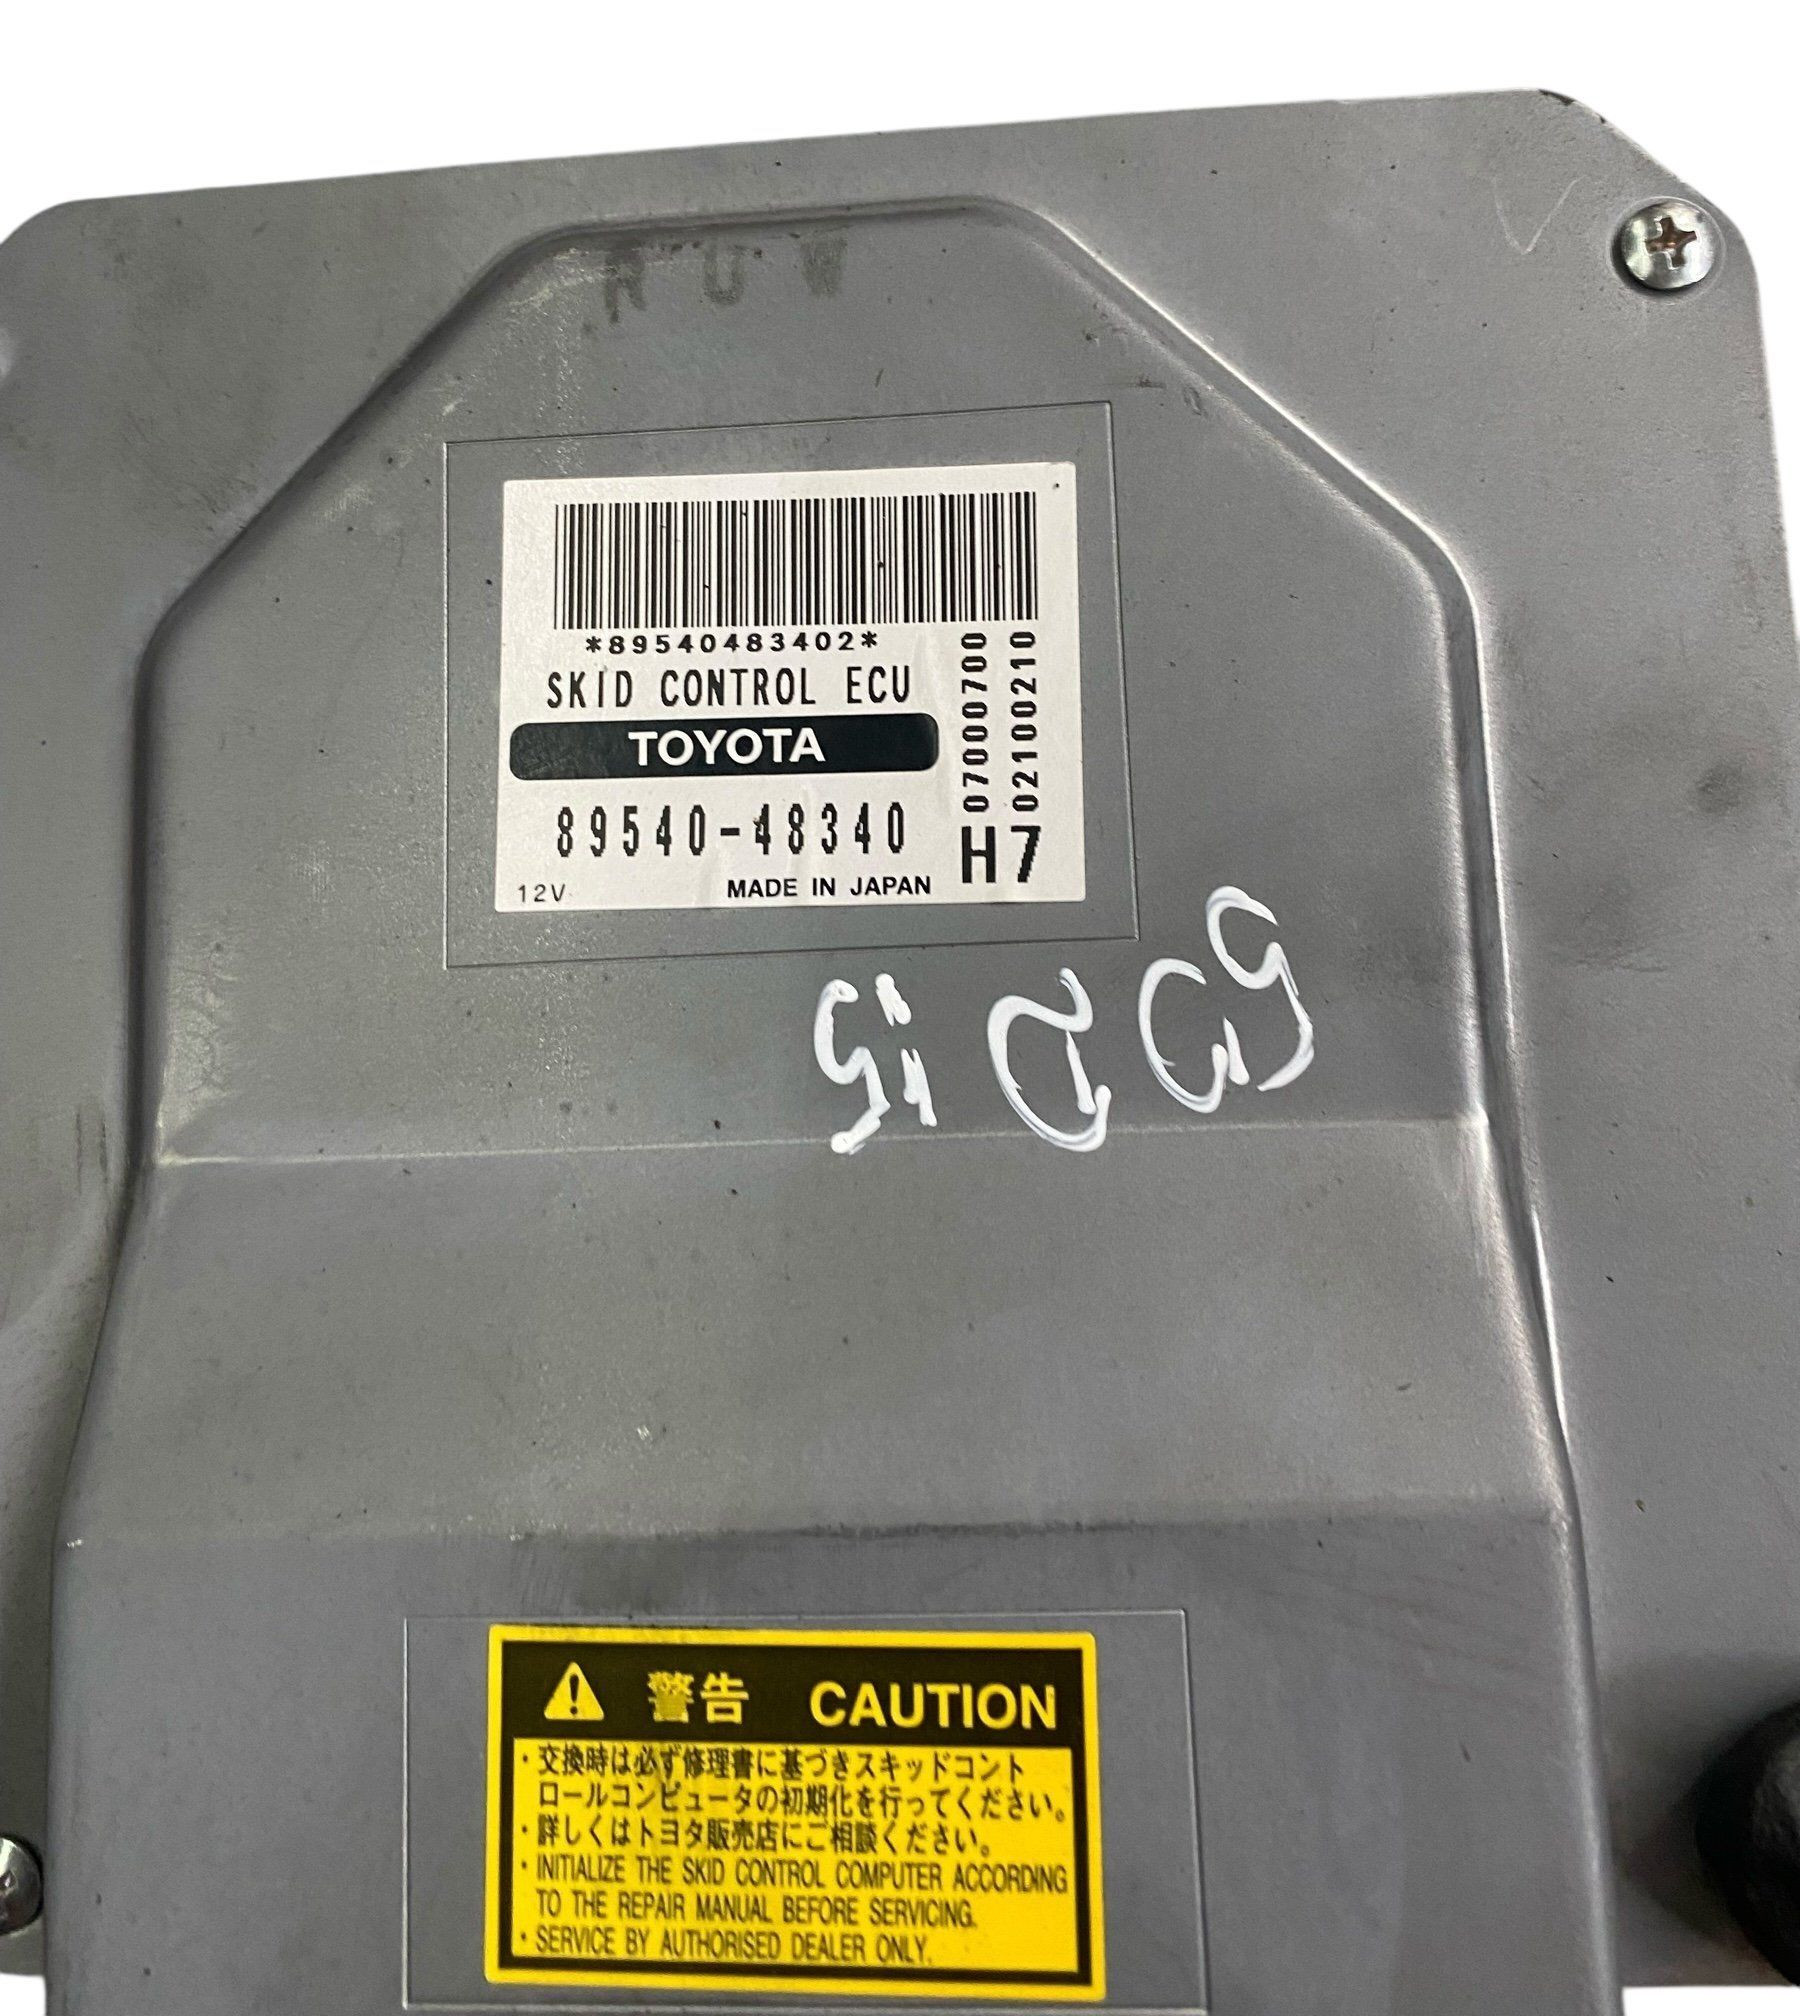 *89540483402*
SKID CONTROL ECU
TOYOTA
89540-48340
12V
MADE IN JAPAN
07000700
02100210
H7
警告 CAUTION
・交換時は必ず修理書に基づきスキッドコント
ロールコンピュータの初期化を行ってください。
・詳しくはトヨタ販売店にご相談ください。
・INITIALIZE THE SKID CONTROL COMPUTER ACCORDING
TO THE REPAIR MANUAL BEFORE SERVICING.
・SERVICE BY AUTHORISED DEALER ONLY.